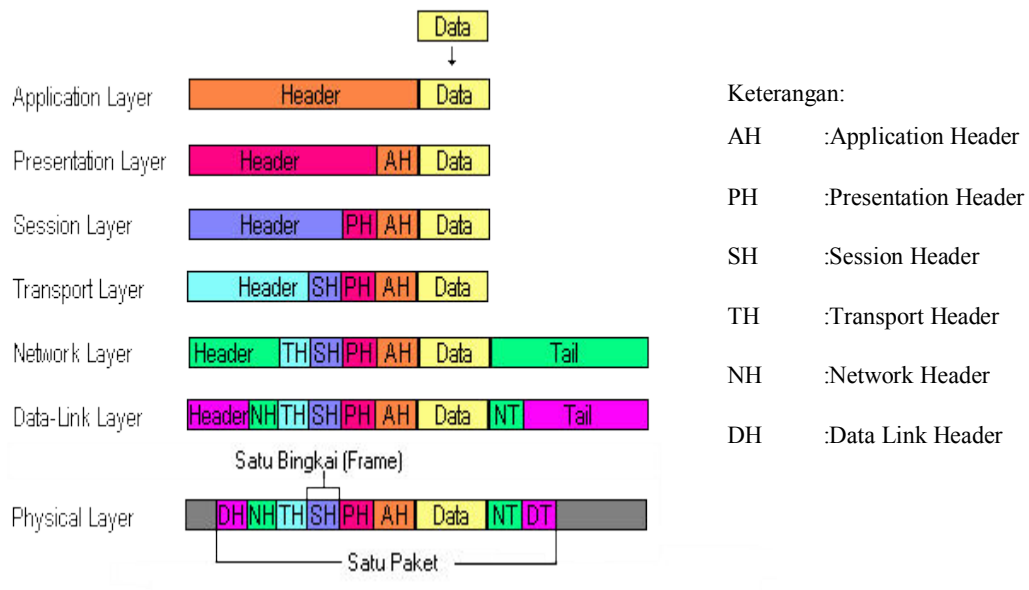 Data
Application Layer Header Data
Presentation Layer Header AH Data
Session Layer Header PH AH Data
Transport Layer Header SH PH AH Data
Network Layer Header TH SH PH AH Data Tail
Data-Link Layer Header NH TH SH PH AH Data NT Tail
Satu Bingkai (Frame)
Physical Layer DH NH TH SH PH AH Data NT DT
Satu Paket
Keterangan:
AH :Application Header
PH :Presentation Header
SH :Session Header
TH :Transport Header
NH :Network Header
DH :Data Link Header